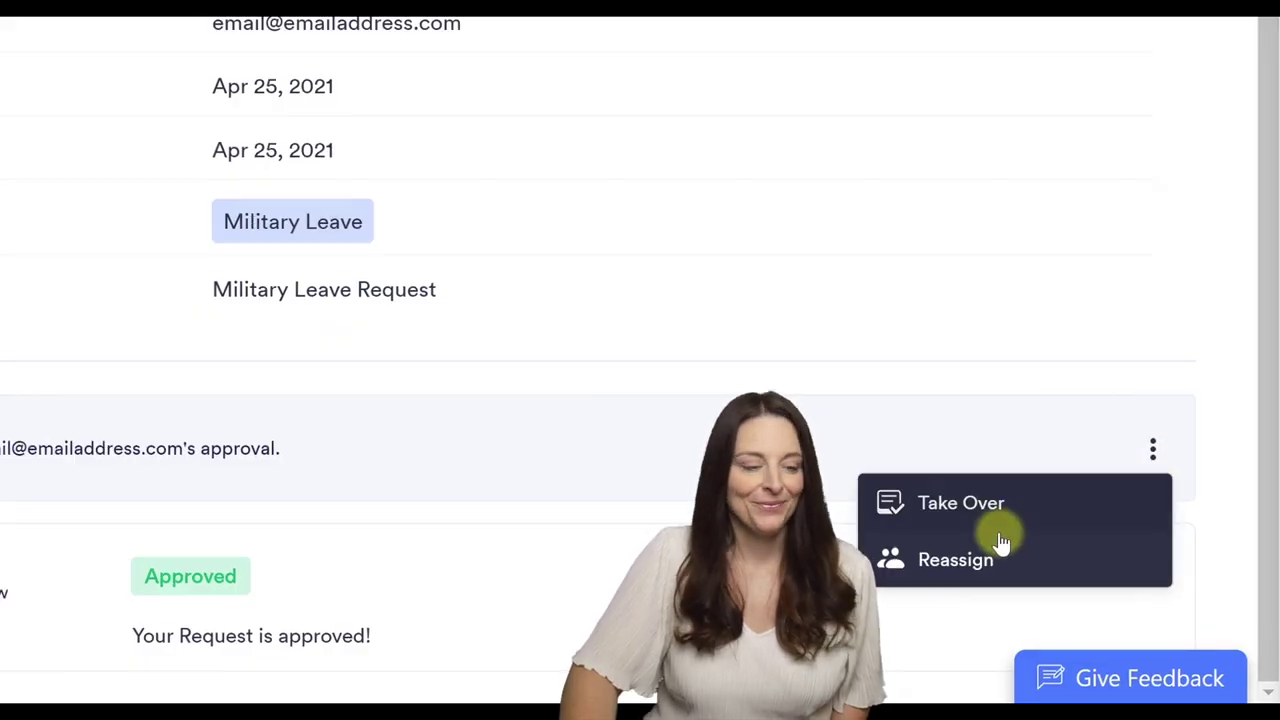 email@emailaddress.com
Apr 25, 2021
Apr 25, 2021
Military Leave
Military Leave Request
il@emailaddress.com's approval.
Take Over
Reassign
Approved
w
Your Request is approved!
Give Feedback